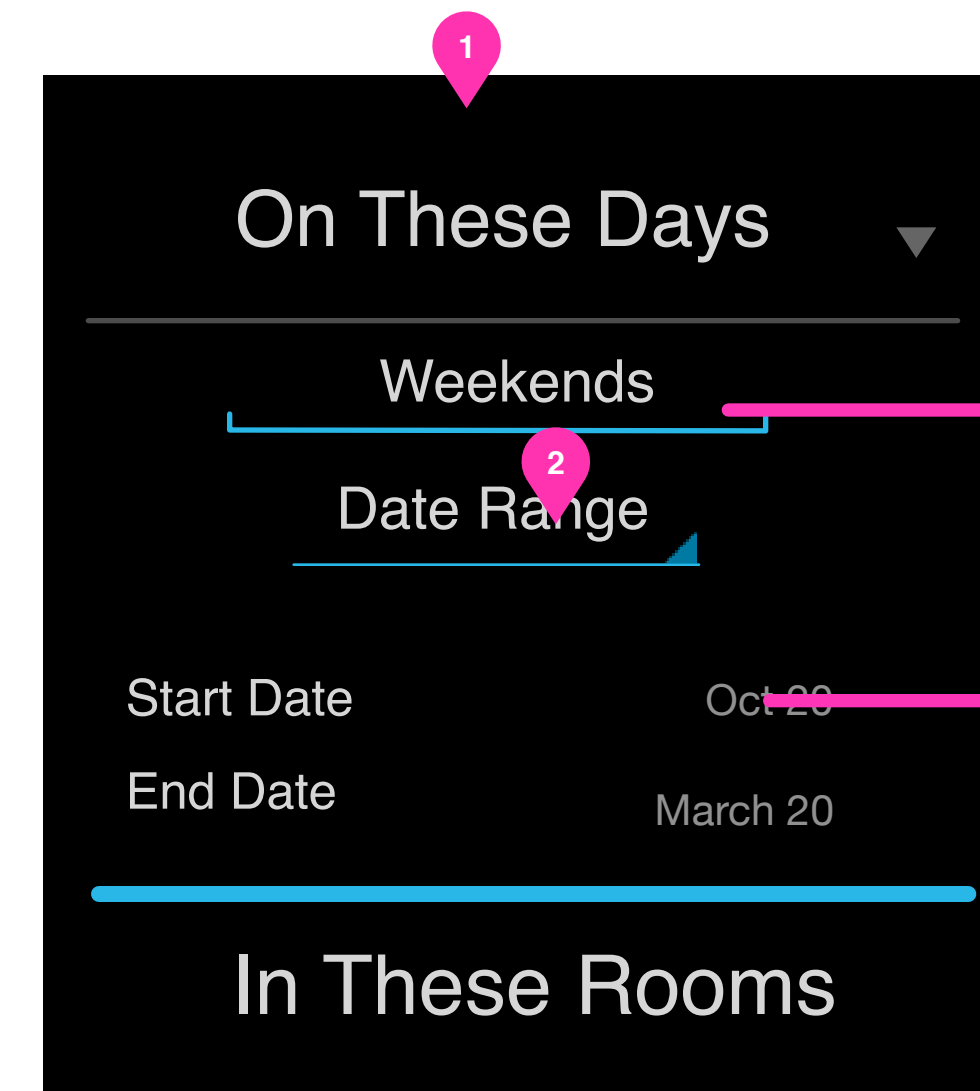 1
On These Days
Weekends
2
Date Range
Start Date
Oct 20
End Date
March 20
In These Rooms